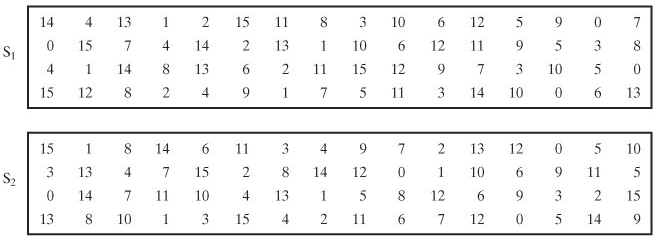 S1
14 4 13 1 2 15 11 8 3 10 6 12 5 9 0 7
0 15 7 4 14 2 13 1 10 6 12 11 9 5 3 8
4 1 14 8 13 6 2 11 15 12 9 7 3 10 5 0
15 12 8 2 4 9 1 7 5 11 3 14 10 0 6 13
S2
15 1 8 14 6 11 3 4 9 7 2 13 12 0 5 10
3 13 4 7 15 2 8 14 12 0 1 10 6 9 11 5
0 14 7 11 10 4 13 1 5 8 12 6 9 3 2 15
13 8 10 1 3 15 4 2 11 6 7 12 0 5 14 9